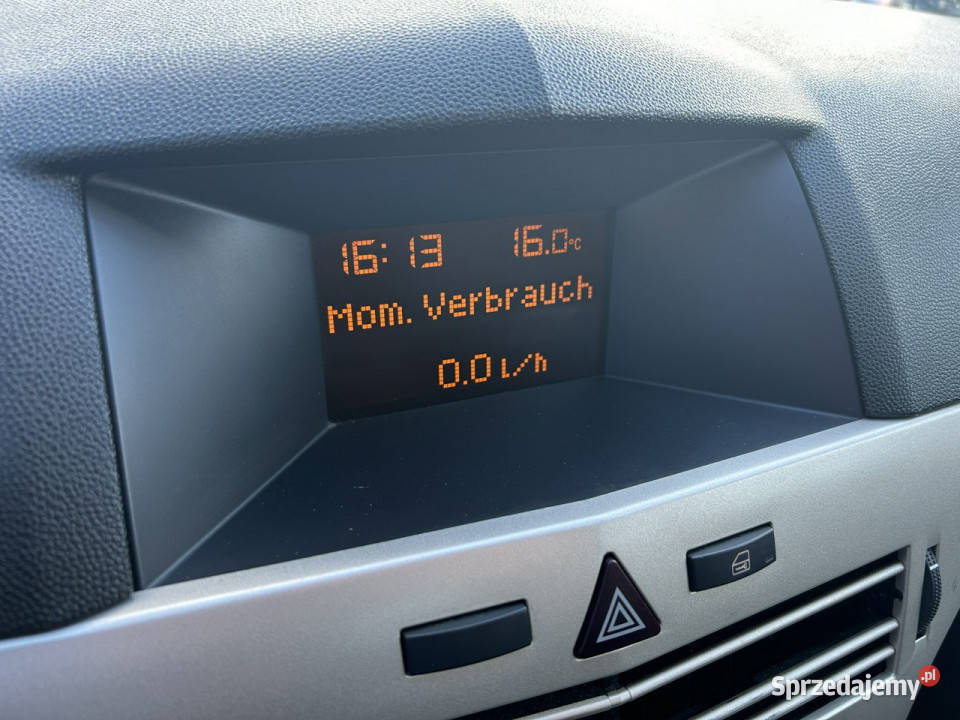 16:13 16.0°C
Mom. Verbrauch
0.0 l/h
Sprzedajemy.pl